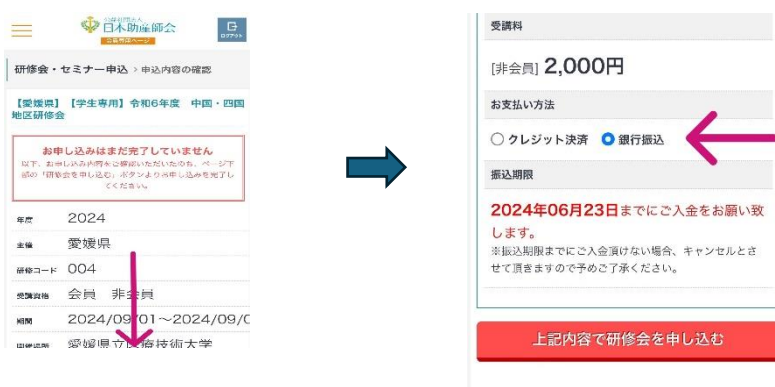 公益社団法人
日本助産師会
会員専用ページ
ログアウト
研修会・セミナー申込 > 申込内容の確認
【愛媛県】【学生専用】令和6年度 中国・四国
地区研修会
お申し込みはまだ完了していません
以下、お申し込み内容をご確認いただいたのち、ページ下
部の「研修会を申し込む」ボタンよりお申し込みを完了し
てください。
年度 2024
主催 愛媛県
研修コード 004
受講資格 会員 非会員
期間 2024/09/01～2024/09/0
開催場所 愛媛県立医療技術大学
受講料
[非会員] 2,000円
お支払い方法
クレジット決済 銀行振込
振込期限
2024年06月23日までにご入金をお願い致
します。
※振込期限までにご入金頂けない場合、キャンセルとさ
せて頂きますので予めご了承ください。
上記内容で研修会を申し込む